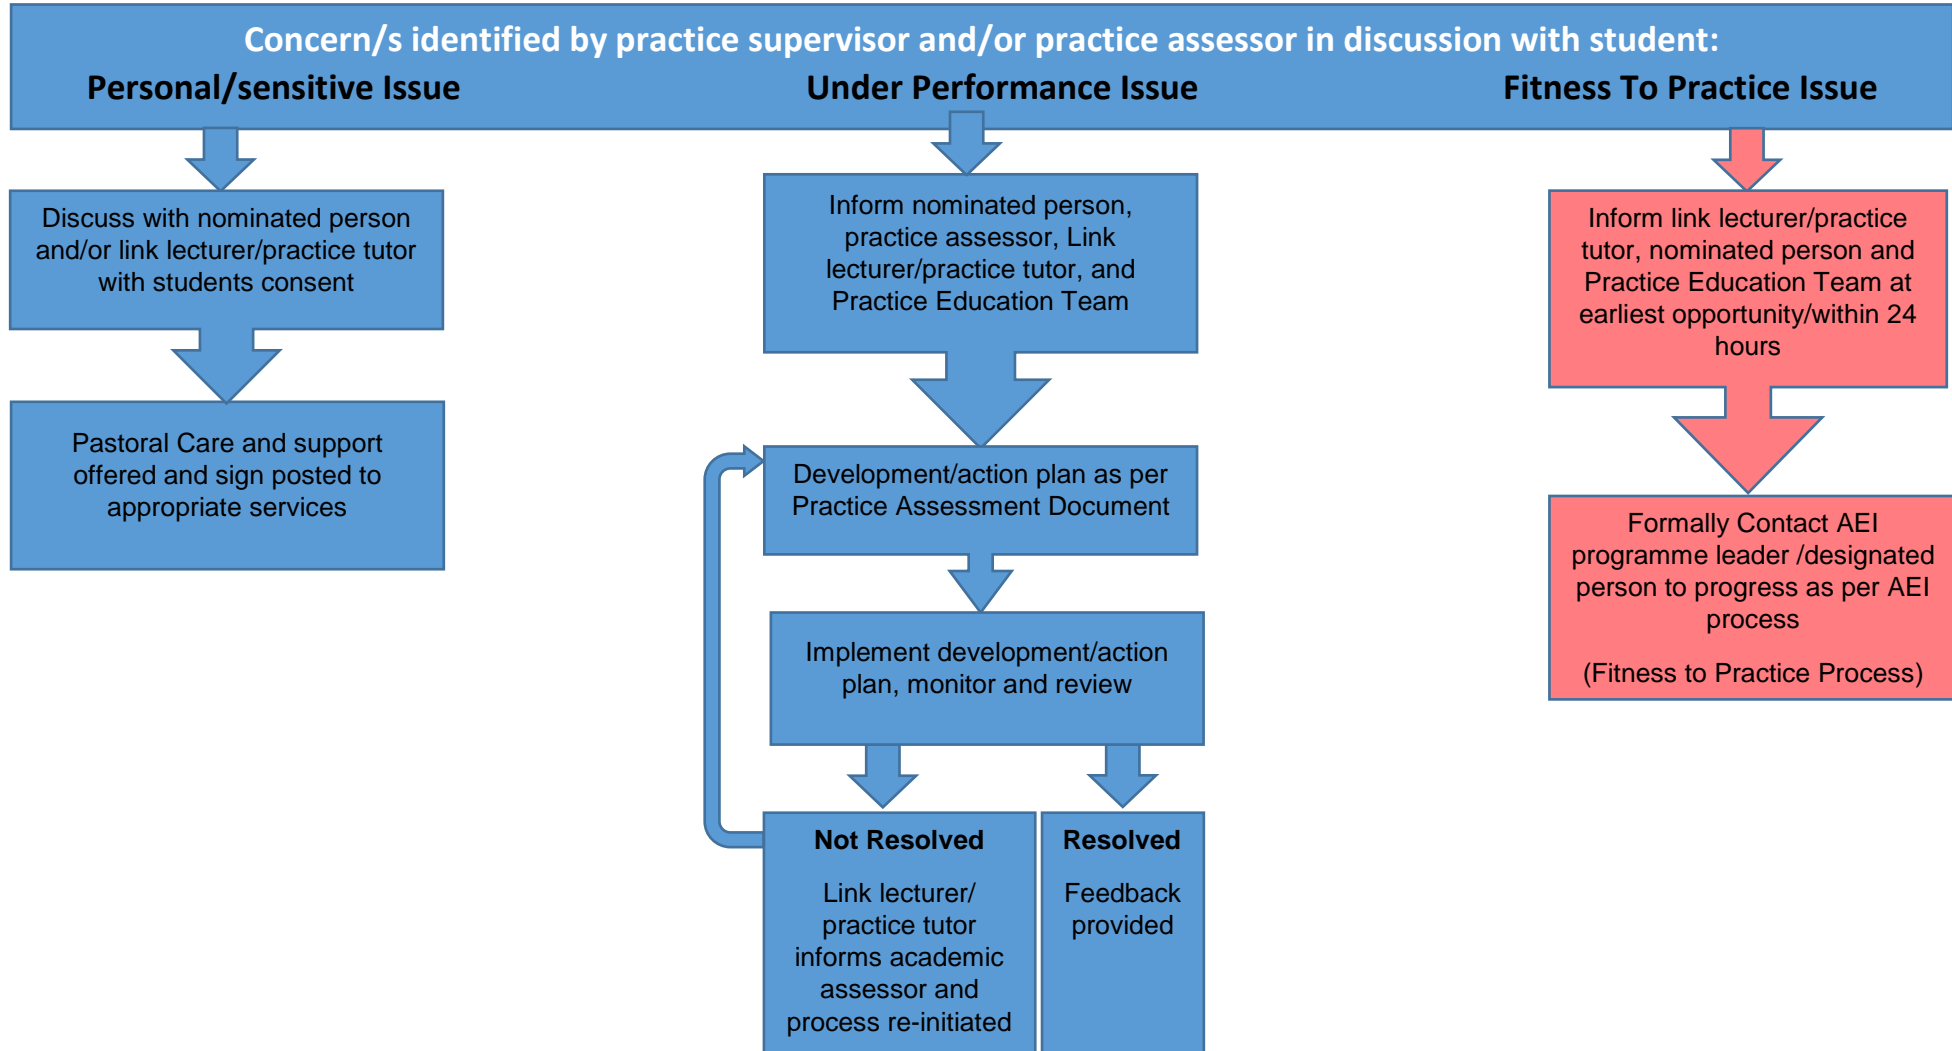 Concern/s identified by practice supervisor and/or practice assessor in discussion with student:
Personal/sensitive Issue
Under Performance Issue
Fitness To Practice Issue
Discuss with nominated person
and/or link lecturer/practice tutor
with students consent
Pastoral Care and support
offered and sign posted to
appropriate services
Inform nominated person,
practice assessor, Link
lecturer/practice tutor, and
Practice Education Team
Development/action plan as per
Practice Assessment Document
Implement development/action
plan, monitor and review
Not Resolved
Link lecturer/
practice tutor
informs academic
assessor and
process re-initiated
Resolved
Feedback
provided
Inform link lecturer/practice
tutor, nominated person and
Practice Education Team at
earliest opportunity/within 24
hours
Formally Contact AEI
programme leader /designated
person to progress as per AEI
process
(Fitness to Practice Process)